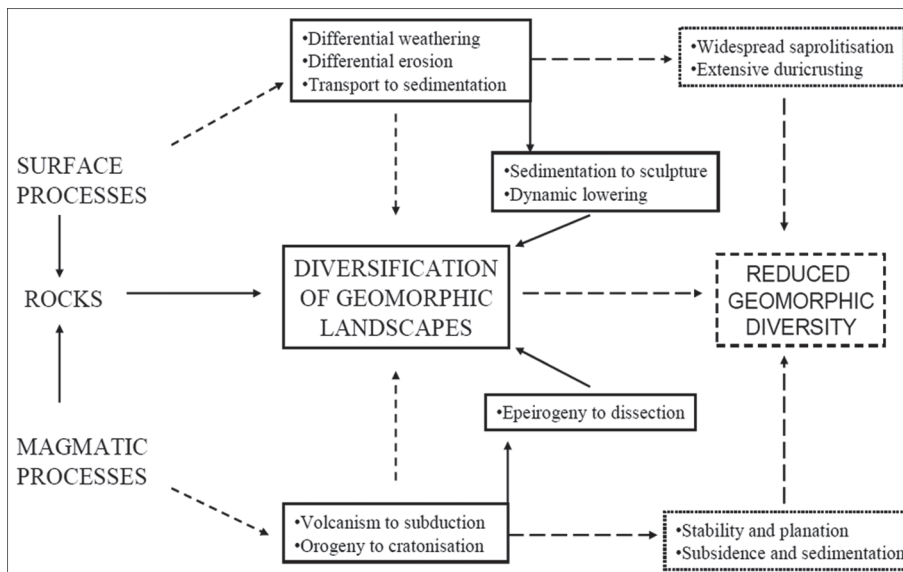 •Differential weathering
•Differential erosion
•Transport to sedimentation
•Widespread saprolitisation
•Extensive duricrusting
SURFACE
PROCESSES
•Sedimentation to sculpture
•Dynamic lowering
ROCKS
DIVERSIFICATION
OF GEOMORPHIC
LANDSCAPES
REDUCED
GEOMORPHIC
DIVERSITY
•Epeirogeny to dissection
MAGMATIC
PROCESSES
•Volcanism to subduction
•Orogeny to cratonisation
•Stability and planation
•Subsidence and sedimentation